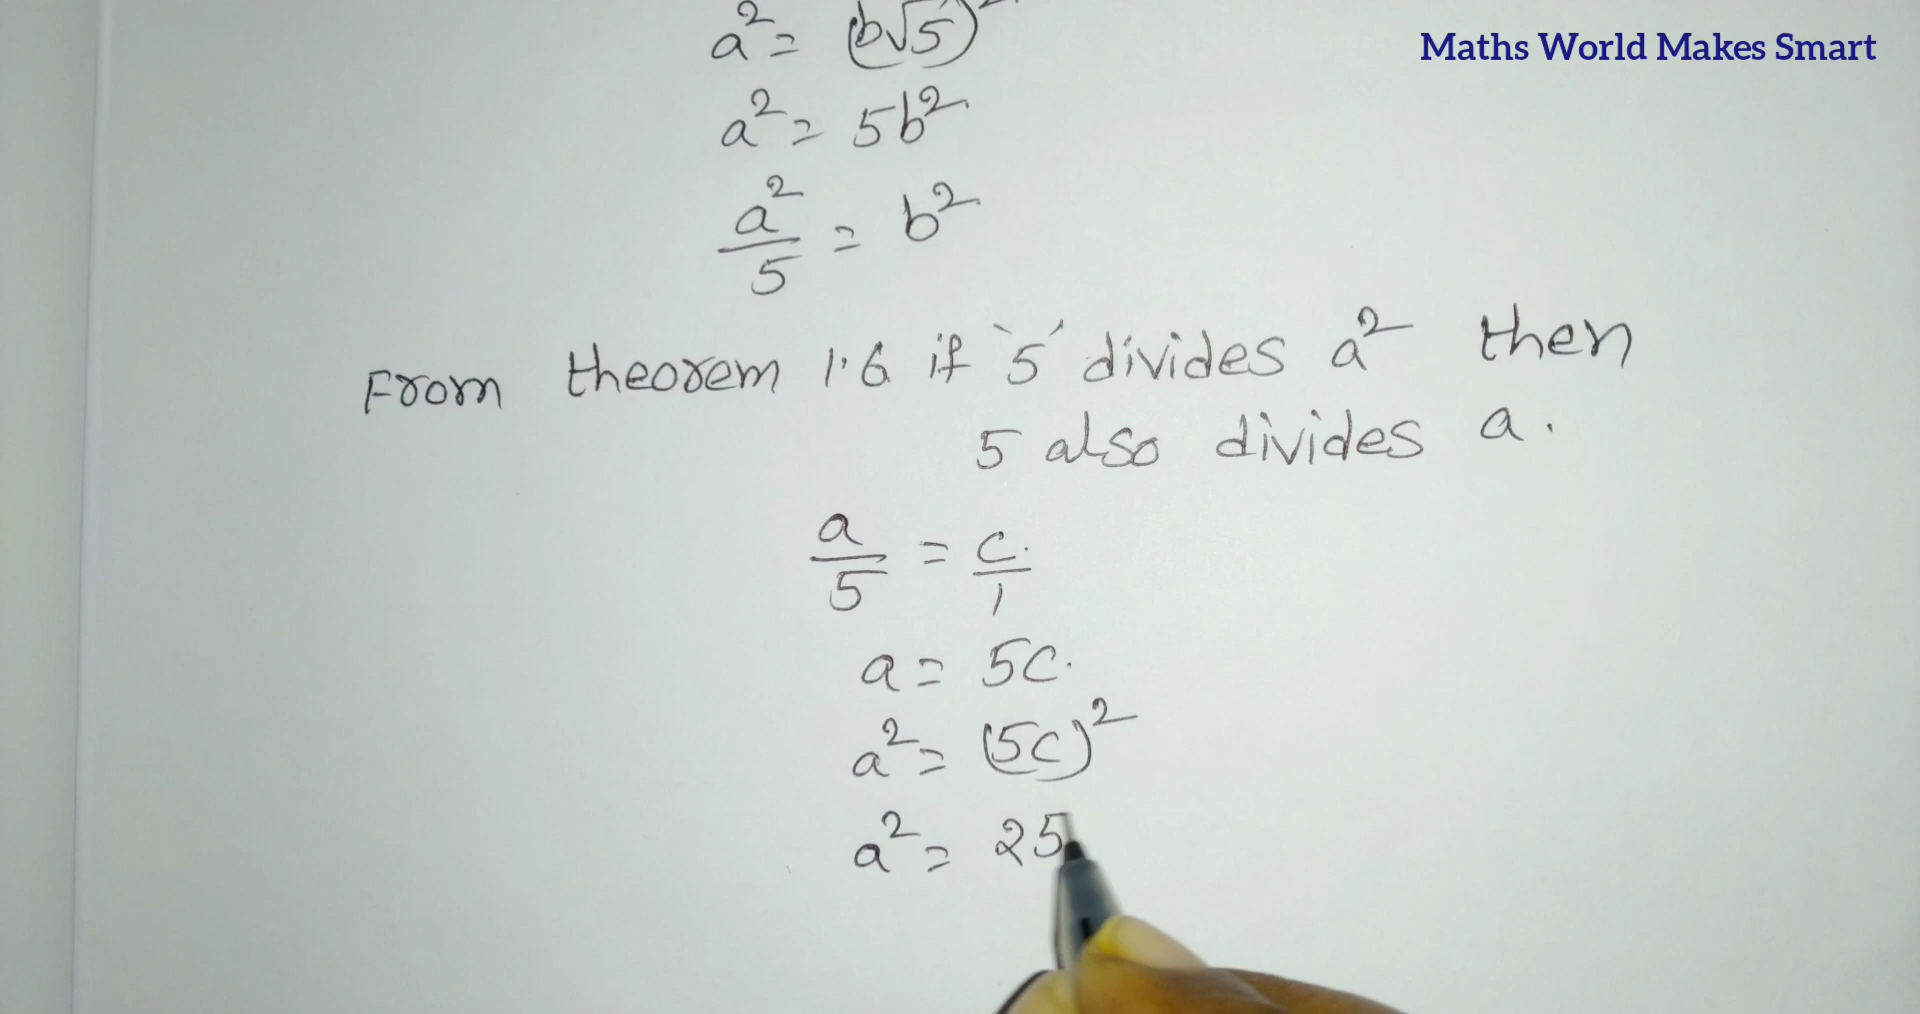 Maths World Makes Smart
a² = (b√5)²
a² = 5b²
a²/5 = b²
From theorem 1.6 if '5' divides a² then
5 also divides a.
a/5 = c/1
a = 5c.
a² = (5c)²
a² = 25